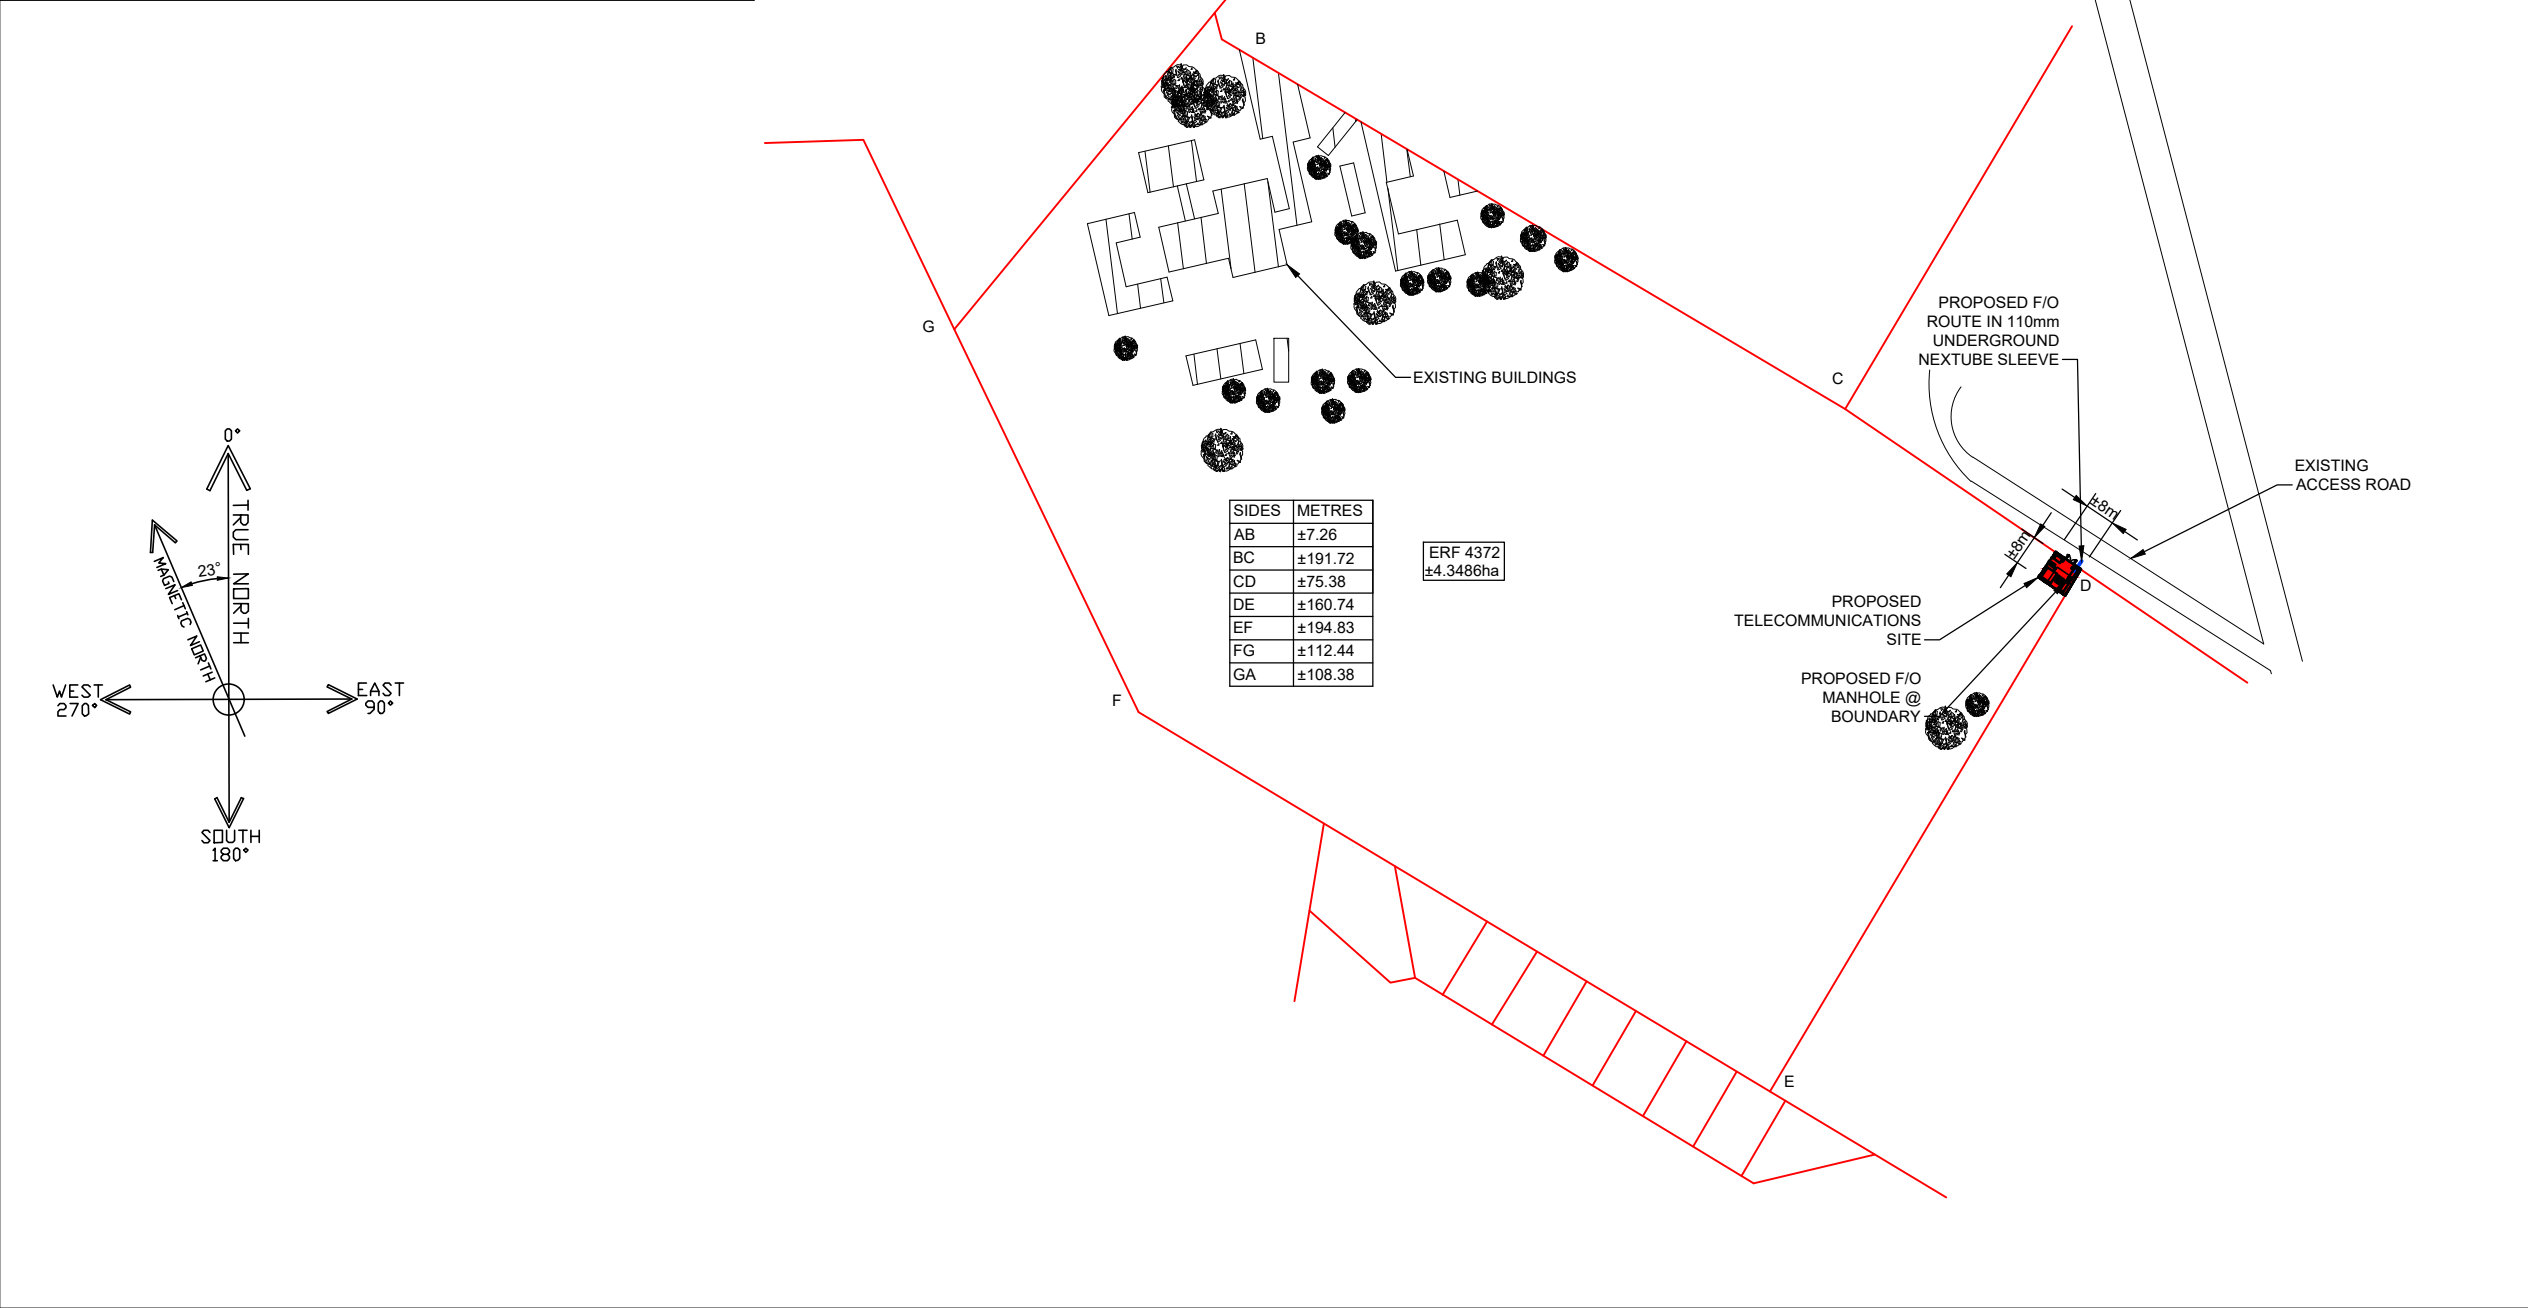 0°
TRUE NORTH
MAGNETIC NORTH
23°
WEST
270°
EAST
90°
SOUTH
180°
B
G
EXISTING BUILDINGS
C
PROPOSED F/O
ROUTE IN 110mm
UNDERGROUND
NEXTUBE SLEEVE
EXISTING
ACCESS ROAD
±8m
±8m
SIDES METRES
AB ±7.26
BC ±191.72
CD ±75.38
DE ±160.74
EF ±194.83
FG ±112.44
GA ±108.38
ERF 4372
±4.3486ha
D
PROPOSED
TELECOMMUNICATIONS
SITE
PROPOSED F/O
MANHOLE @
BOUNDARY
F
E